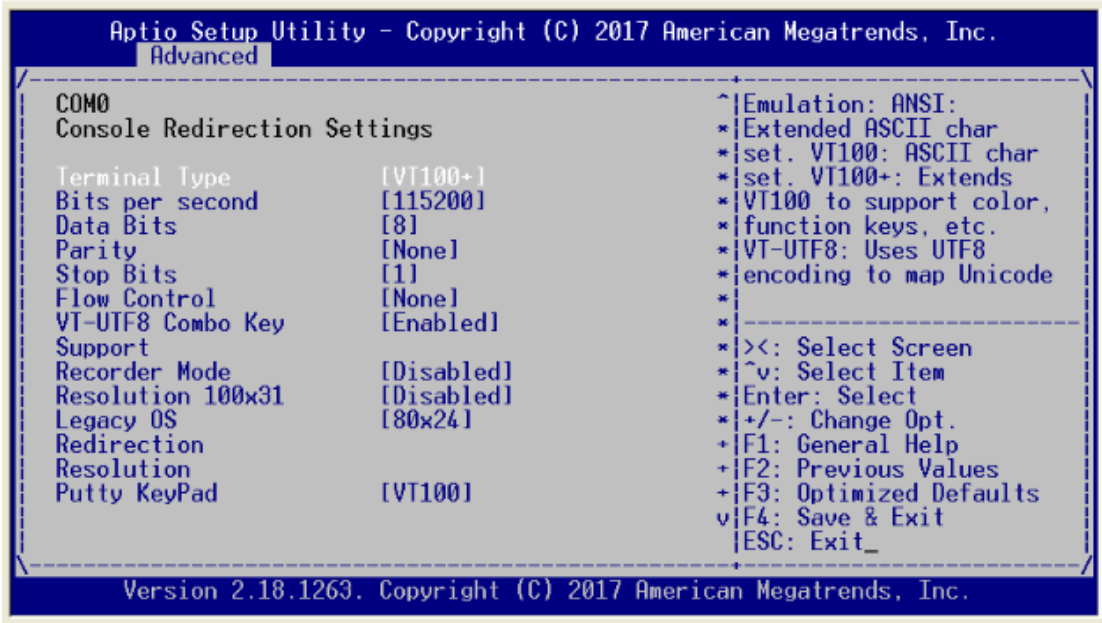 Aptio Setup Utility - Copyright (C) 2017 American Megatrends, Inc.
Advanced
COM0
Console Redirection Settings
Terminal Type [VT100+]
Bits per second [115200]
Data Bits [8]
Parity [None]
Stop Bits [1]
Flow Control [None]
VT-UTF8 Combo Key [Enabled]
Support
Recorder Mode [Disabled]
Resolution 100x31 [Disabled]
Legacy OS [80x24]
Redirection
Resolution
Putty KeyPad [VT100]
Emulation: ANSI:
Extended ASCII char
set. VT100: ASCII char
set. VT100+: Extends
VT100 to support color,
function keys, etc.
VT-UTF8: Uses UTF8
encoding to map Unicode
><: Select Screen
^v: Select Item
Enter: Select
+/-: Change Opt.
F1: General Help
F2: Previous Values
F3: Optimized Defaults
F4: Save & Exit
ESC: Exit_
Version 2.18.1263. Copyright (C) 2017 American Megatrends, Inc.